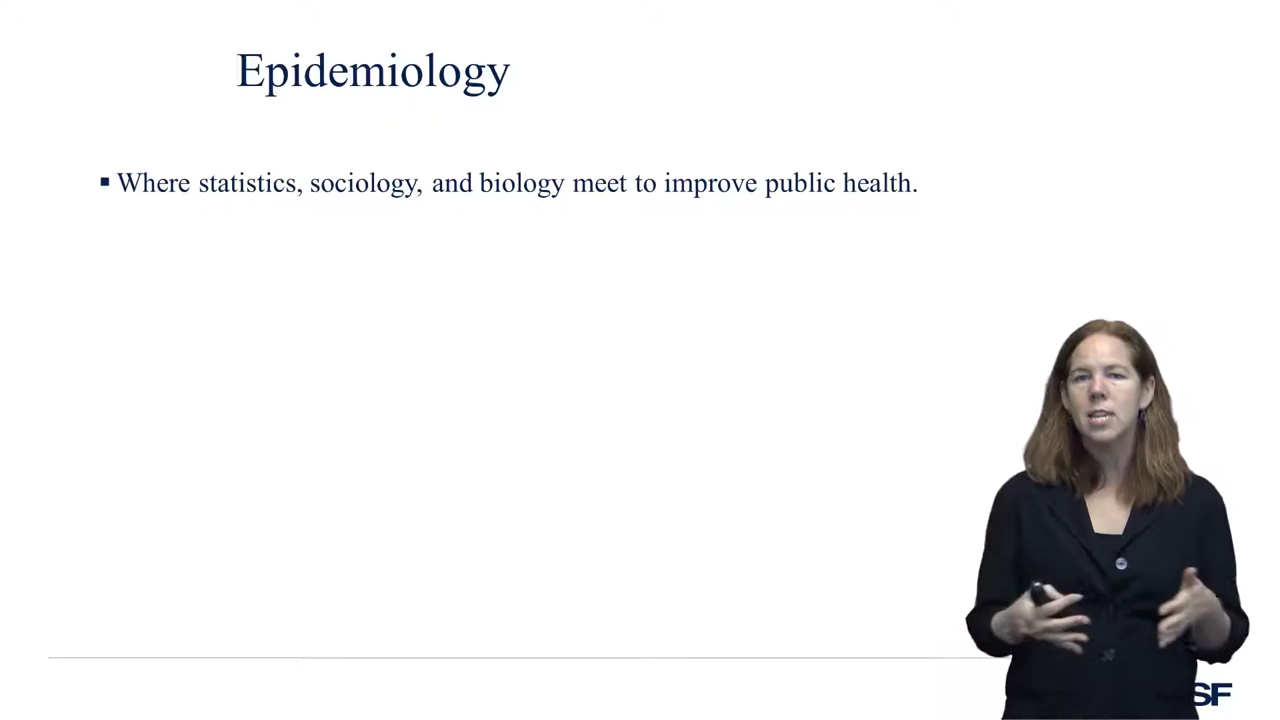 Epidemiology
▪ Where statistics, sociology, and biology meet to improve public health.
SF